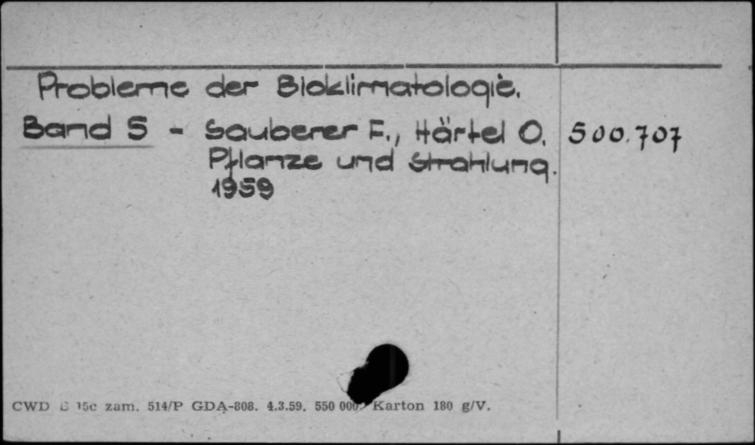 Probleme der Bioklimatologie.
Band 5 - Sauberer F., Härtel O. 500.707
Pflanze und Strahlung.
1959
CWD 15c zam. 514/P GDA-808. 4.3.59. 550 000 Karton 180 g/V.